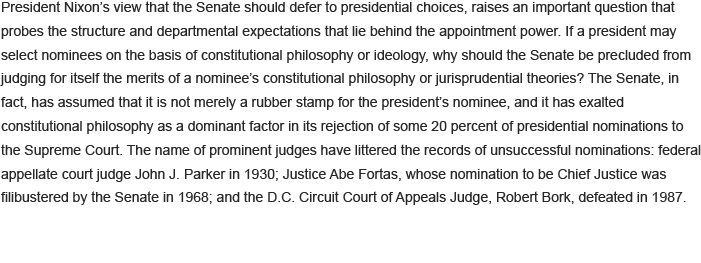 President Nixon’s view that the Senate should defer to presidential choices, raises an important question that
probes the structure and departmental expectations that lie behind the appointment power. If a president may
select nominees on the basis of constitutional philosophy or ideology, why should the Senate be precluded from
judging for itself the merits of a nominee’s constitutional philosophy or jurisprudential theories? The Senate, in
fact, has assumed that it is not merely a rubber stamp for the president’s nominee, and it has exalted
constitutional philosophy as a dominant factor in its rejection of some 20 percent of presidential nominations to
the Supreme Court. The name of prominent judges have littered the records of unsuccessful nominations: federal
appellate court judge John J. Parker in 1930; Justice Abe Fortas, whose nomination to be Chief Justice was
filibustered by the Senate in 1968; and the D.C. Circuit Court of Appeals Judge, Robert Bork, defeated in 1987.